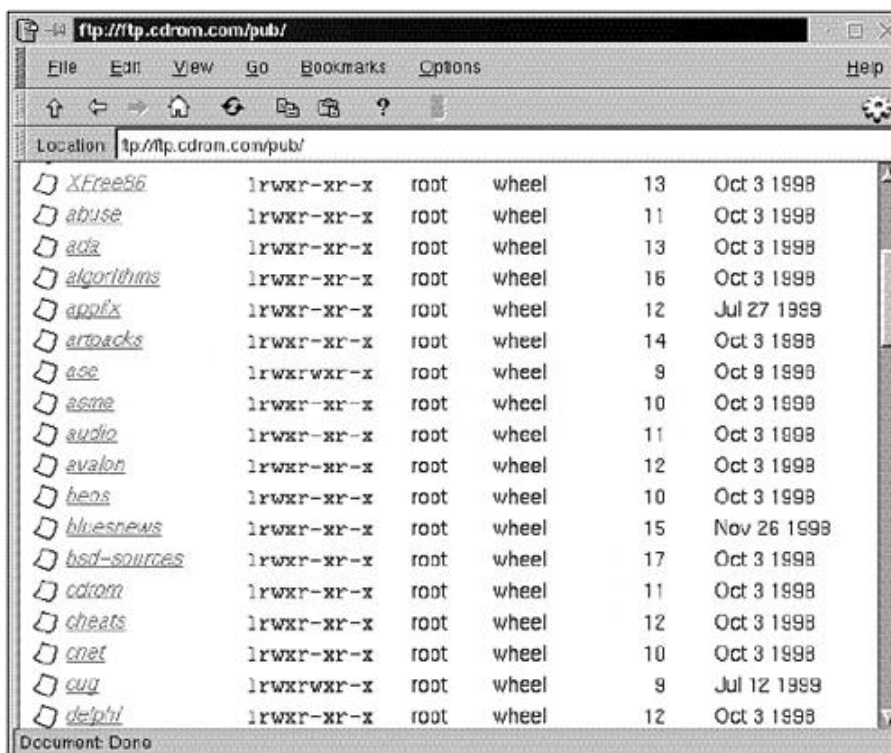 ftp://ftp.cdrom.com/pub/
File Edit View Go Bookmarks Options Help
?
Location: ftp://ftp.cdrom.com/pub/
XFree86 lrwxr-xr-x root wheel 13 Oct 3 1998
abuse lrwxr-xr-x root wheel 11 Oct 3 1998
ada lrwxr-xr-x root wheel 13 Oct 3 1998
algorithms lrwxr-xr-x root wheel 16 Oct 3 1998
appfx lrwxr-xr-x root wheel 12 Jul 27 1999
artpacks lrwxr-xr-x root wheel 14 Oct 3 1998
ase lrwxrwxr-x root wheel 9 Oct 9 1998
asme lrwxr-xr-x root wheel 10 Oct 3 1998
audio lrwxr-xr-x root wheel 11 Oct 3 1998
avalon lrwxr-xr-x root wheel 12 Oct 3 1998
beos lrwxr-xr-x root wheel 10 Oct 3 1998
bluesnews lrwxr-xr-x root wheel 15 Nov 26 1998
bsd-sources lrwxr-xr-x root wheel 17 Oct 3 1998
cdrom lrwxr-xr-x root wheel 11 Oct 3 1998
cheats lrwxr-xr-x root wheel 12 Oct 3 1998
cnet lrwxr-xr-x root wheel 10 Oct 3 1998
cug lrwxrwxr-x root wheel 9 Jul 12 1999
delphi lrwxr-xr-x root wheel 12 Oct 3 1998
Document: Done